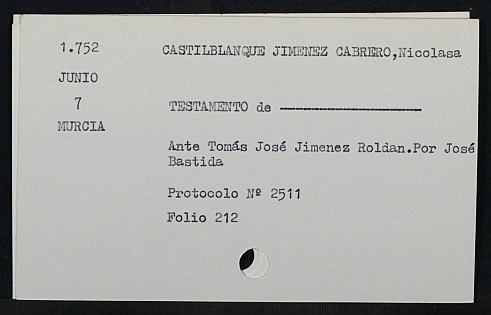 1.752
JUNIO
7
MURCIA
CASTILBLANQUE JIMENEZ CABRERO,Nicolasa
TESTAMENTO de --------------------
Ante Tomás José Jimenez Roldan.Por José
Bastida
Protocolo Nº 2511
Folio 212